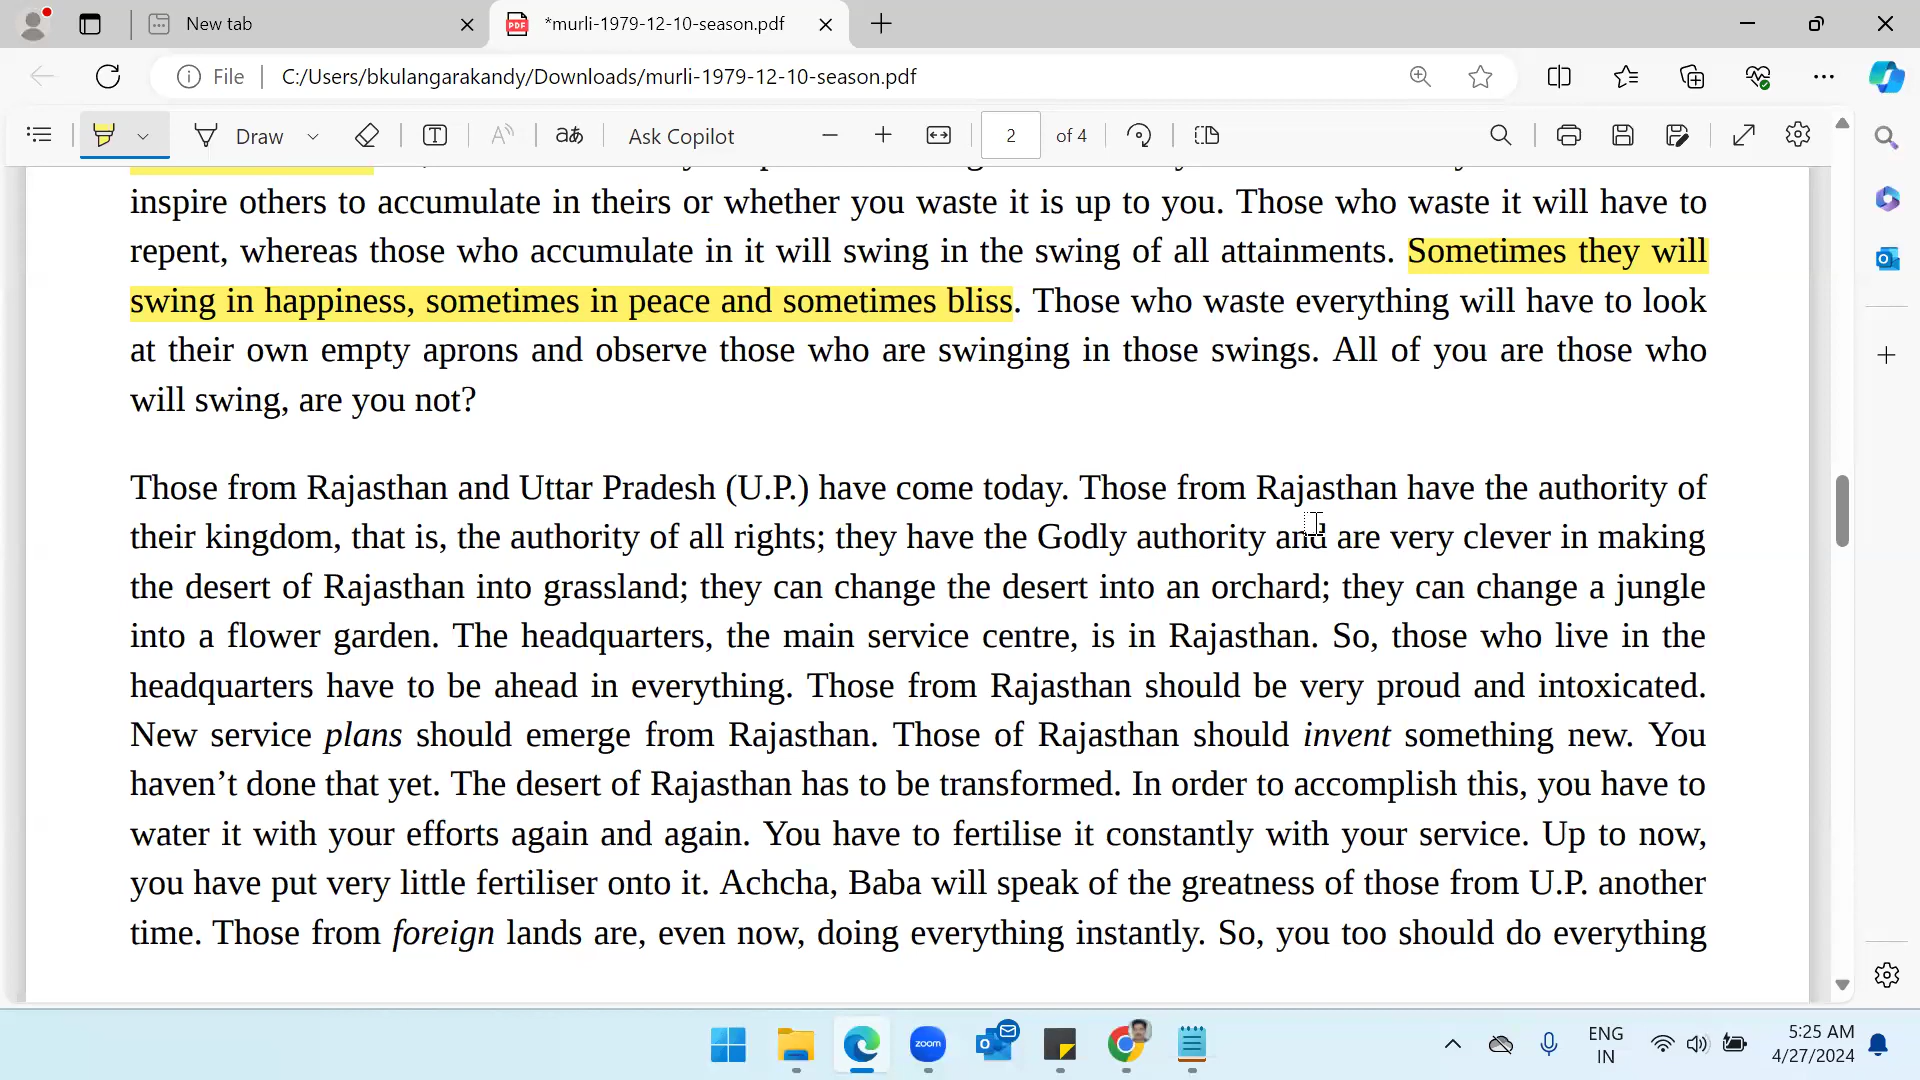 New tab
*murli-1979-12-10-season.pdf
File
C:/Users/bkulangarakandy/Downloads/murli-1979-12-10-season.pdf
Draw
aあ
Ask Copilot
2 of 4
inspire others to accumulate in theirs or whether you waste it is up to you. Those who waste it will have to
repent, whereas those who accumulate in it will swing in the swing of all attainments. Sometimes they will
swing in happiness, sometimes in peace and sometimes bliss. Those who waste everything will have to look
at their own empty aprons and observe those who are swinging in those swings. All of you are those who
will swing, are you not?
Those from Rajasthan and Uttar Pradesh (U.P.) have come today. Those from Rajasthan have the authority of
their kingdom, that is, the authority of all rights; they have the Godly authority and are very clever in making
the desert of Rajasthan into grassland; they can change the desert into an orchard; they can change a jungle
into a flower garden. The headquarters, the main service centre, is in Rajasthan. So, those who live in the
headquarters have to be ahead in everything. Those from Rajasthan should be very proud and intoxicated.
New service plans should emerge from Rajasthan. Those of Rajasthan should invent something new. You
haven’t done that yet. The desert of Rajasthan has to be transformed. In order to accomplish this, you have to
water it with your efforts again and again. You have to fertilise it constantly with your service. Up to now,
you have put very little fertiliser onto it. Achcha, Baba will speak of the greatness of those from U.P. another
time. Those from foreign lands are, even now, doing everything instantly. So, you too should do everything
zoom
ENG
IN
5:25 AM
4/27/2024